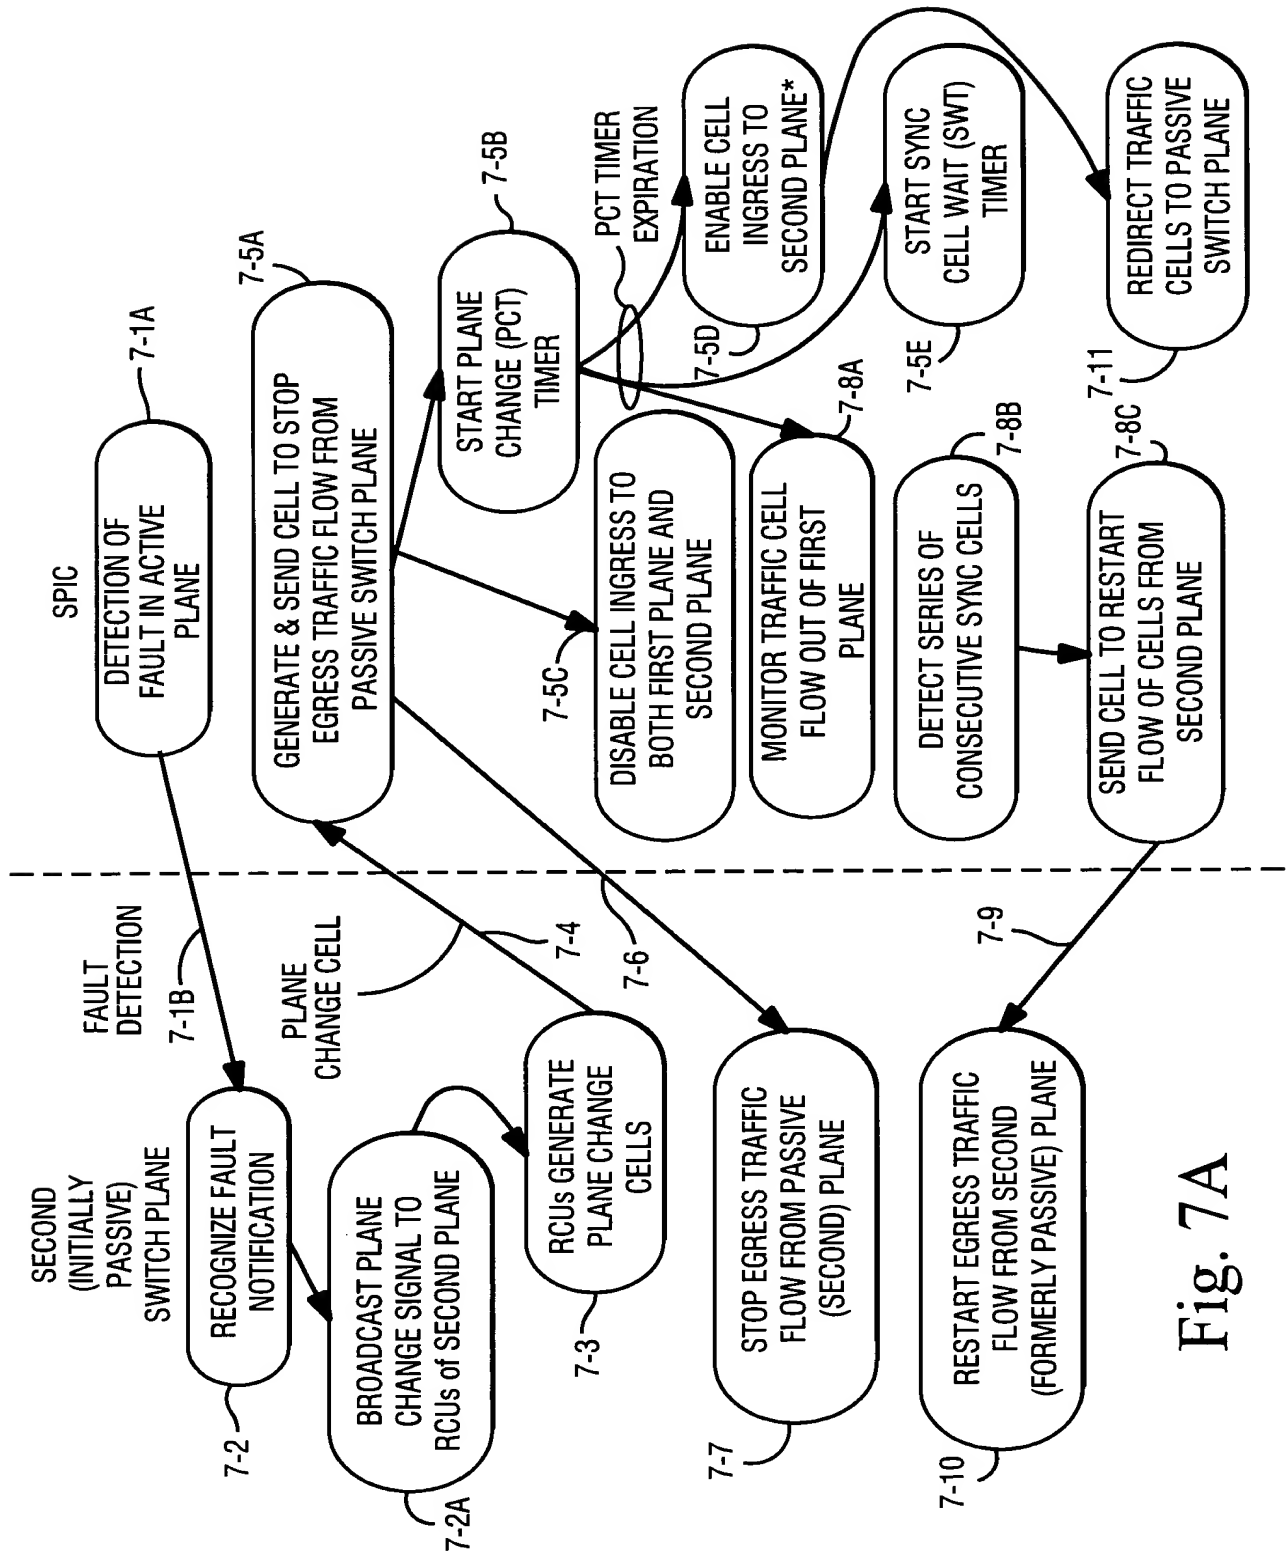 SECOND
(INITIALLY
PASSIVE)
SWITCH PLANE
SPIC
FAULT
DETECTION
7-1B
DETECTION OF
FAULT IN ACTIVE
PLANE
7-1A
7-2
RECOGNIZE FAULT
NOTIFICATION
7-2A
BROADCAST PLANE
CHANGE SIGNAL TO
RCUs of SECOND PLANE
PLANE
CHANGE CELL
7-4
7-3
RCUs GENERATE
PLANE CHANGE
CELLS
7-5A
GENERATE & SEND CELL TO STOP
EGRESS TRAFFIC FLOW FROM
PASSIVE SWITCH PLANE
7-5B
START PLANE
CHANGE (PCT)
TIMER
7-6
7-5C
DISABLE CELL INGRESS TO
BOTH FIRST PLANE AND
SECOND PLANE
PCT TIMER
EXPIRATION
7-5D
ENABLE CELL
INGRESS TO
SECOND PLANE*
7-7
STOP EGRESS TRAFFIC
FLOW FROM PASSIVE
(SECOND) PLANE
7-8A
MONITOR TRAFFIC CELL
FLOW OUT OF FIRST
PLANE
7-5E
START SYNC
CELL WAIT (SWT)
TIMER
7-8B
DETECT SERIES OF
CONSECUTIVE SYNC CELLS
7-9
7-10
RESTART EGRESS TRAFFIC
FLOW FROM SECOND
(FORMERLY PASSIVE) PLANE
7-8C
SEND CELL TO RESTART
FLOW OF CELLS FROM
SECOND PLANE
7-11
REDIRECT TRAFFIC
CELLS TO PASSIVE
SWITCH PLANE
Fig. 7A